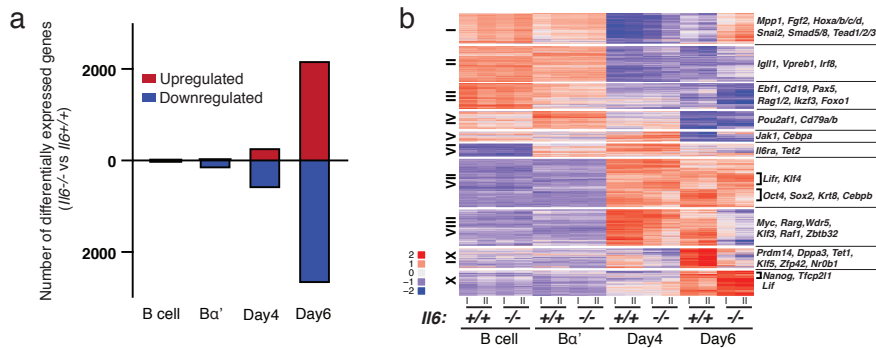 a
Number of differentially expressed genes
(Il6-/- vs Il6+/+)
2000
0
2000
Upregulated
Downregulated
B cell
Bα’
Day4
Day6
b
I
II
III
IV
V
VI
VII
VIII
IX
X
Mpp1, Fgf2, Hoxa/b/c/d,
Snai2, Smad5/8, Tead1/2/3
Igll1, Vpreb1, Irf8,
Ebf1, Cd19, Pax5,
Rag1/2, Ikzf3, Foxo1
Pou2af1, Cd79a/b
Jak1, Cebpa
Il6ra, Tet2
Lifr, Klf4
Oct4, Sox2, Krt8, Cebpb
Myc, Rarg,Wdr5,
Klf3, Raf1, Zbtb32
Prdm14, Dppa3, Tet1,
Klf5, Zfp42, Nr0b1
Nanog, Tfcp2l1
Lif
2
1
0
−1
−2
I II I II I II I II I II I II I II I II
Il6: +/+ -/- +/+ -/- +/+ -/- +/+ -/-
B cell Bα’ Day4 Day6